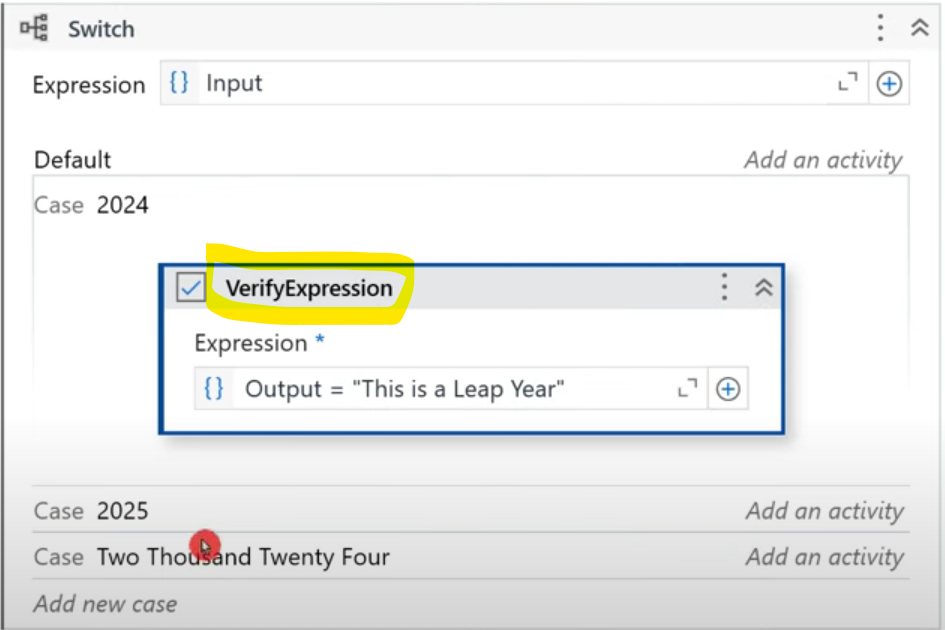 Switch
Expression {} Input
Default Add an activity
Case 2024
VerifyExpression
Expression *
{} Output = "This is a Leap Year"
Case 2025 Add an activity
Case Two Thousand Twenty Four Add an activity
Add new case